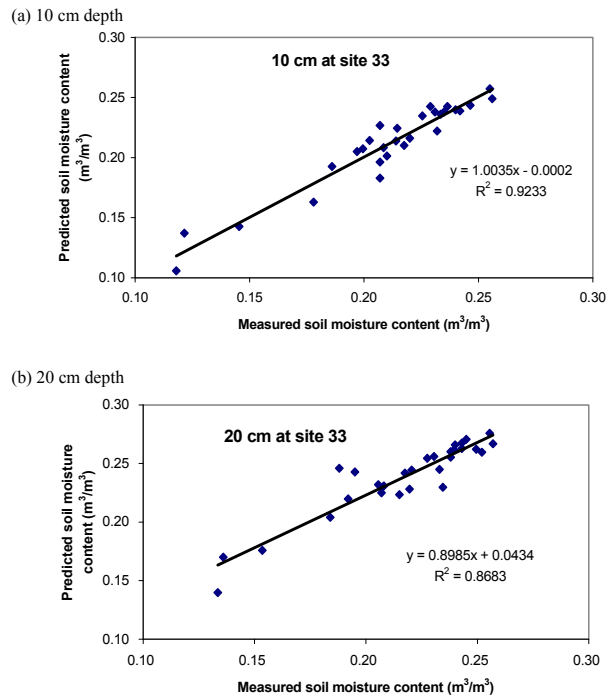 (a) 10 cm depth
10 cm at site 33
0.30
0.25
0.20
0.15
0.10
Predicted soil moisture content
(m³/m³)
y = 1.0035x - 0.0002
R² = 0.9233
0.10 0.15 0.20 0.25 0.30
Measured soil moisture content (m³/m³)
(b) 20 cm depth
20 cm at site 33
0.30
0.25
0.20
0.15
0.10
Predicted soil moisture
content (m³/m³)
y = 0.8985x + 0.0434
R² = 0.8683
0.10 0.15 0.20 0.25 0.30
Measured soil moisture content (m³/m³)